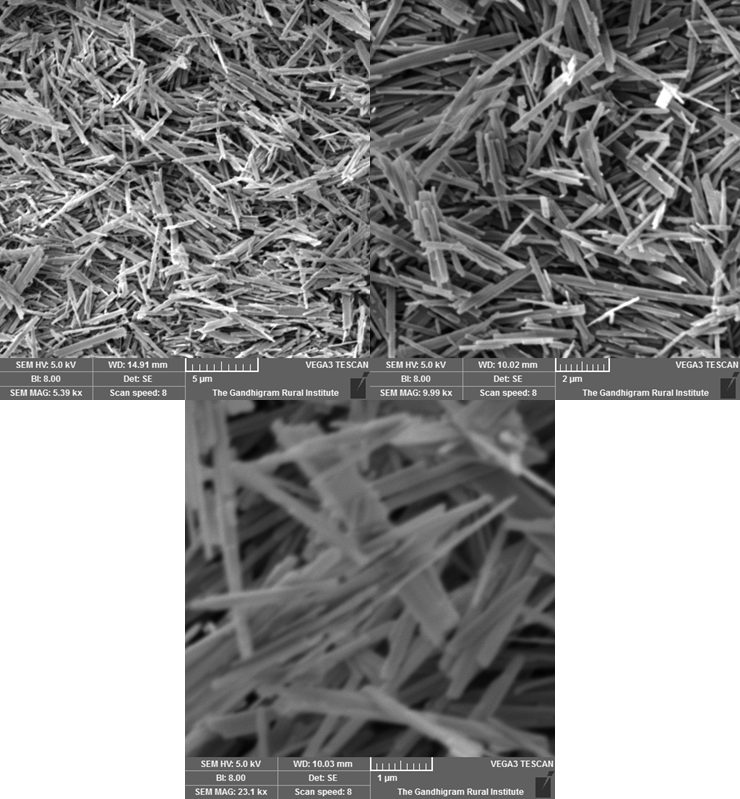 SEM HV: 5.0 kV WD: 14.91 mm VEGA3 TESCAN
BI: 8.00 Det: SE 5 µm
SEM MAG: 5.39 kx Scan speed: 8 The Gandhigram Rural Institute
SEM HV: 5.0 kV WD: 10.02 mm VEGA3 TESCAN
BI: 8.00 Det: SE 2 µm
SEM MAG: 9.99 kx Scan speed: 8 The Gandhigram Rural Institute
SEM HV: 5.0 kV WD: 10.03 mm VEGA3 TESCAN
BI: 8.00 Det: SE 1 µm
SEM MAG: 23.1 kx Scan speed: 8 The Gandhigram Rural Institute